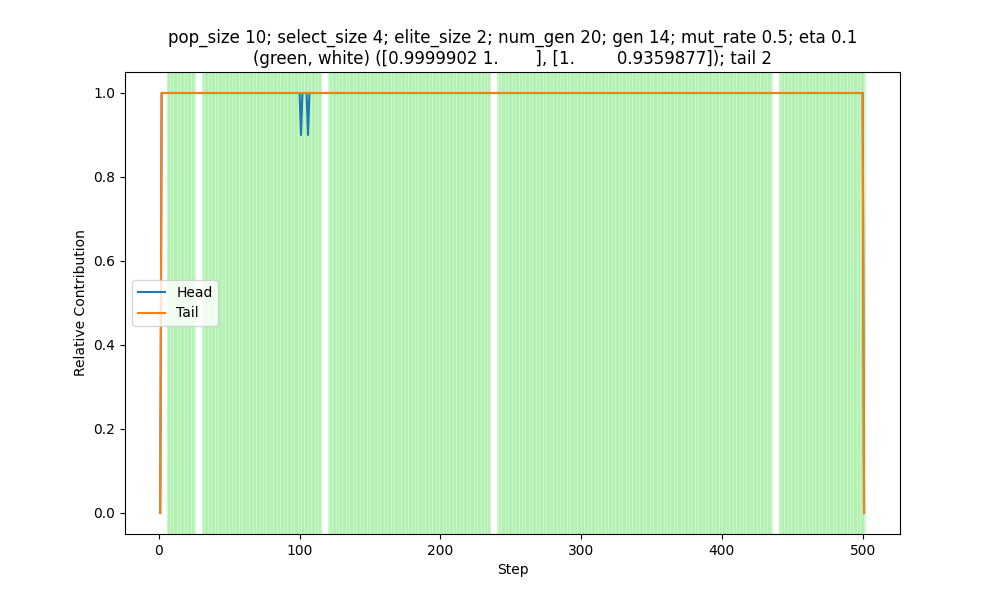 pop_size 10; select_size 4; elite_size 2; num_gen 20; gen 14; mut_rate 0.5; eta 0.1
(green, white) ([0.9999902 1.        ], [1.        0.9359877]); tail 2
1.0
0.8
0.6
0.4
0.2
0.0
Relative Contribution
Head
Tail
0
100
200
300
400
500
Step